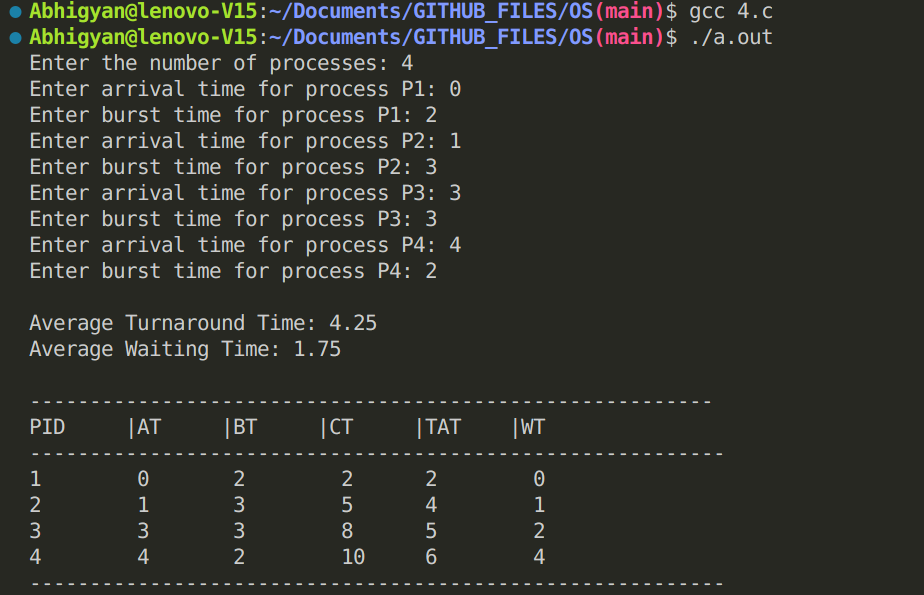 Abhigyan@lenovo-V15:~/Documents/GITHUB_FILES/OS(main)$ gcc 4.c
Abhigyan@lenovo-V15:~/Documents/GITHUB_FILES/OS(main)$ ./a.out
Enter the number of processes: 4
Enter arrival time for process P1: 0
Enter burst time for process P1: 2
Enter arrival time for process P2: 1
Enter burst time for process P2: 3
Enter arrival time for process P3: 3
Enter burst time for process P3: 3
Enter arrival time for process P4: 4
Enter burst time for process P4: 2

Average Turnaround Time: 4.25
Average Waiting Time: 1.75

---------------------------------------------------------
PID     |AT     |BT     |CT     |TAT    |WT
----------------------------------------------------------
1        0       2        2      2        0
2        1       3        5      4        1
3        3       3        8      5        2
4        4       2        10     6        4
----------------------------------------------------------